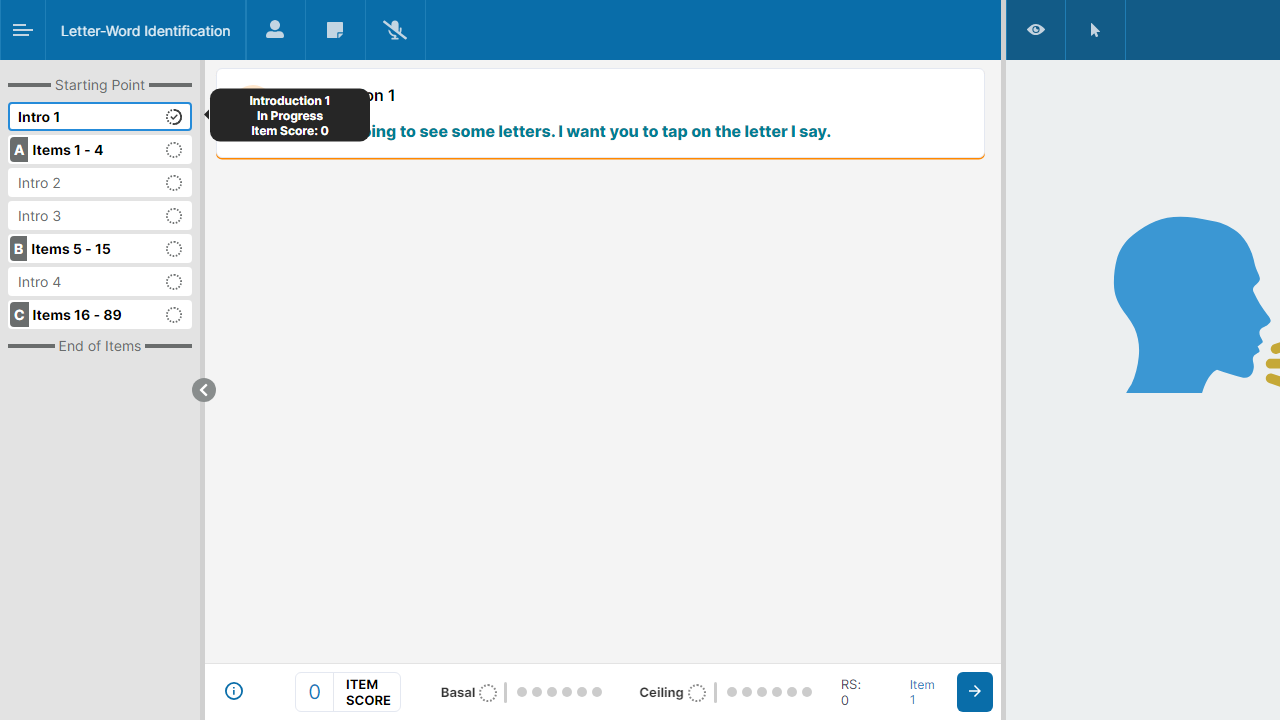 Letter-Word Identification
Starting Point
Intro 1
A Items 1 - 4
Intro 2
Intro 3
B Items 5 - 15
Intro 4
C Items 16 - 89
End of Items
Introduction 1
In Progress
Item Score: 0
on 1
ing to see some letters. I want you to tap on the letter I say.
0 ITEM SCORE
Basal
Ceiling
RS: 0
Item 1